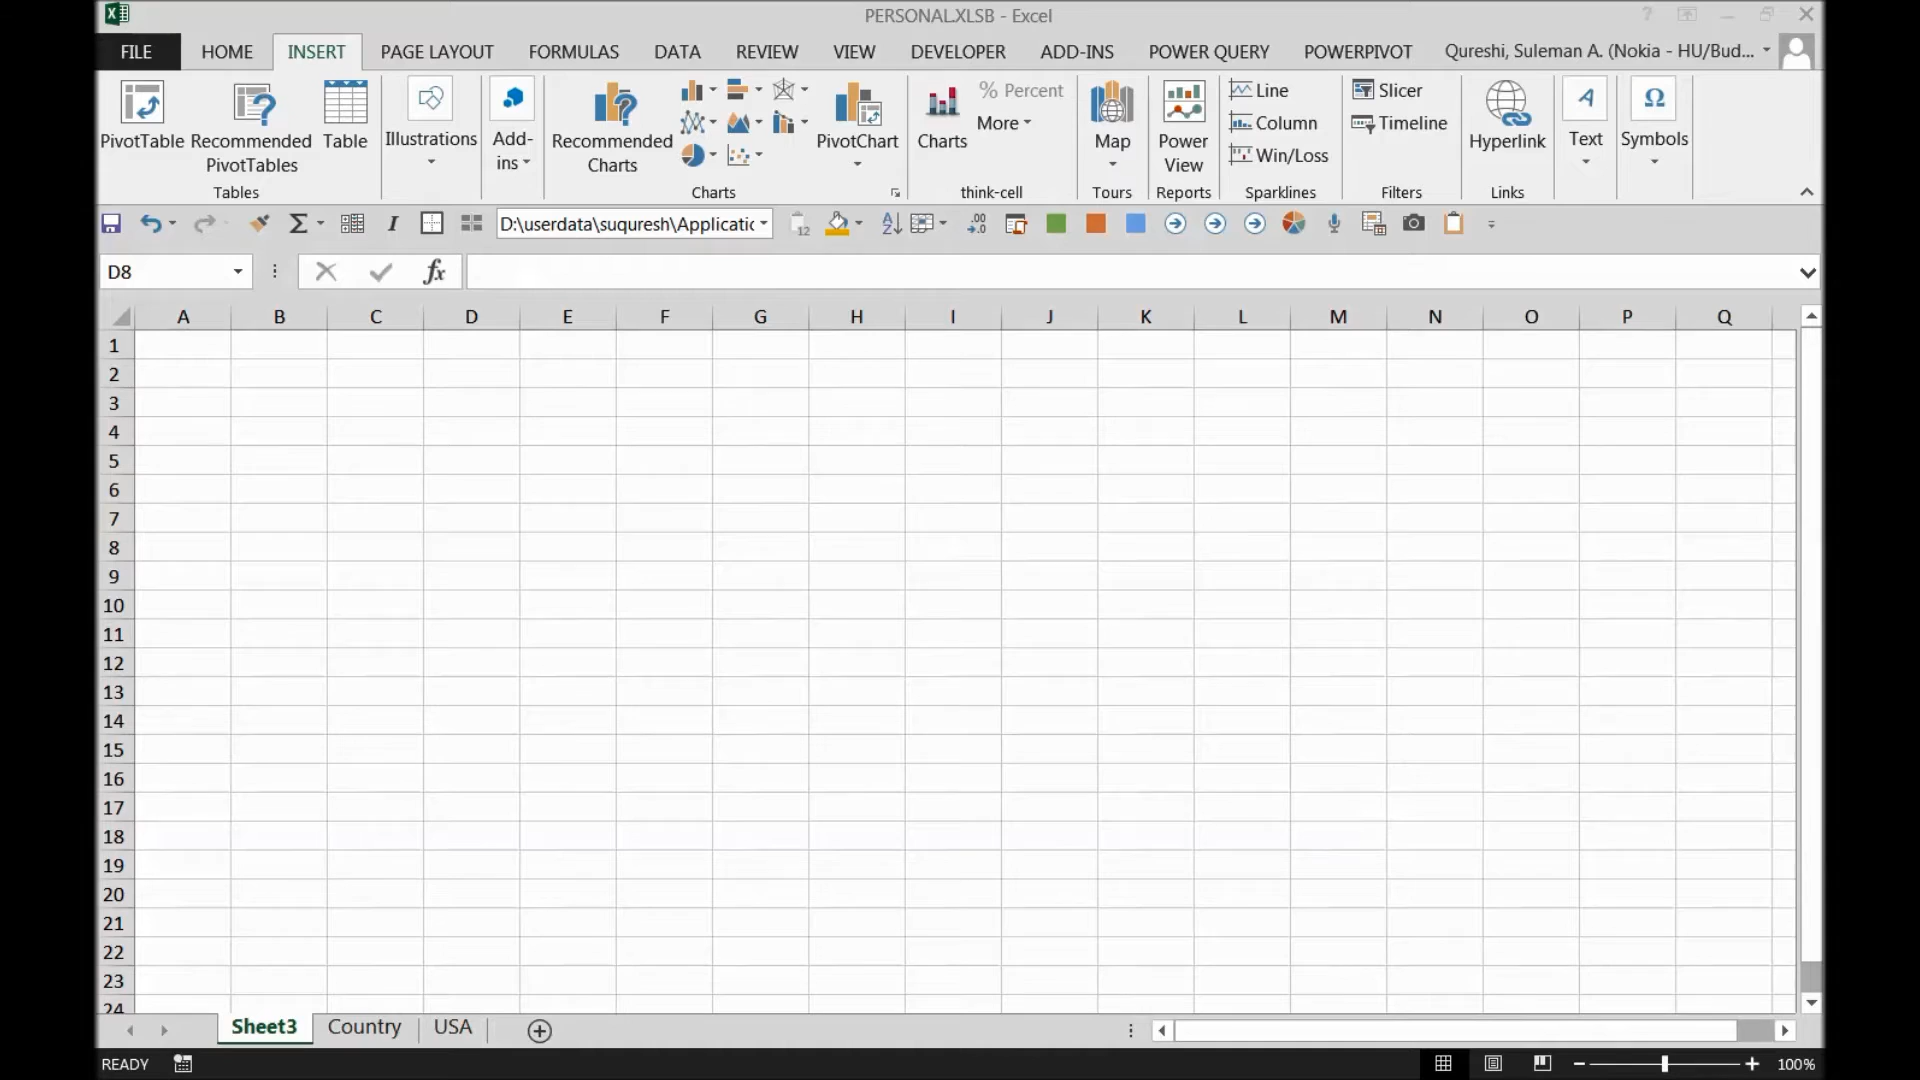 PERSONAL.XLSB - Excel
?
FILE HOME INSERT PAGE LAYOUT FORMULAS DATA REVIEW VIEW DEVELOPER ADD-INS POWER QUERY POWERPIVOT Qureshi, Suleman A. (Nokia - HU/Bud...
PivotTable
Recommended
PivotTables
Table
Tables
Illustrations
Add-
ins
Recommended
Charts
PivotChart
Charts
Charts
% Percent
More
think-cell
Map
Tours
Power
View
Reports
Line
Column
Win/Loss
Sparklines
Slicer
Timeline
Filters
Hyperlink
Links
Text
Symbols
D:\userdata\suquresh\Applicatic
D8
fx
A B C D E F G H I J K L M N O P Q
1
2
3
4
5
6
7
8
9
10
11
12
13
14
15
16
17
18
19
20
21
22
23
24
Sheet3 Country USA
READY
100%